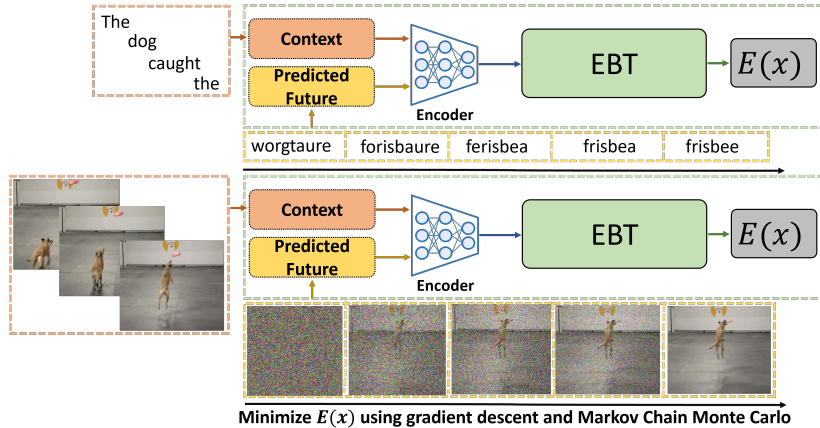 The
dog
caught
the
Context
Predicted
Future
Encoder
EBT
E(x)
worgtaure forisbaure ferisbea frisbea frisbee
Context
Predicted
Future
Encoder
EBT
E(x)
Minimize E(x) using gradient descent and Markov Chain Monte Carlo